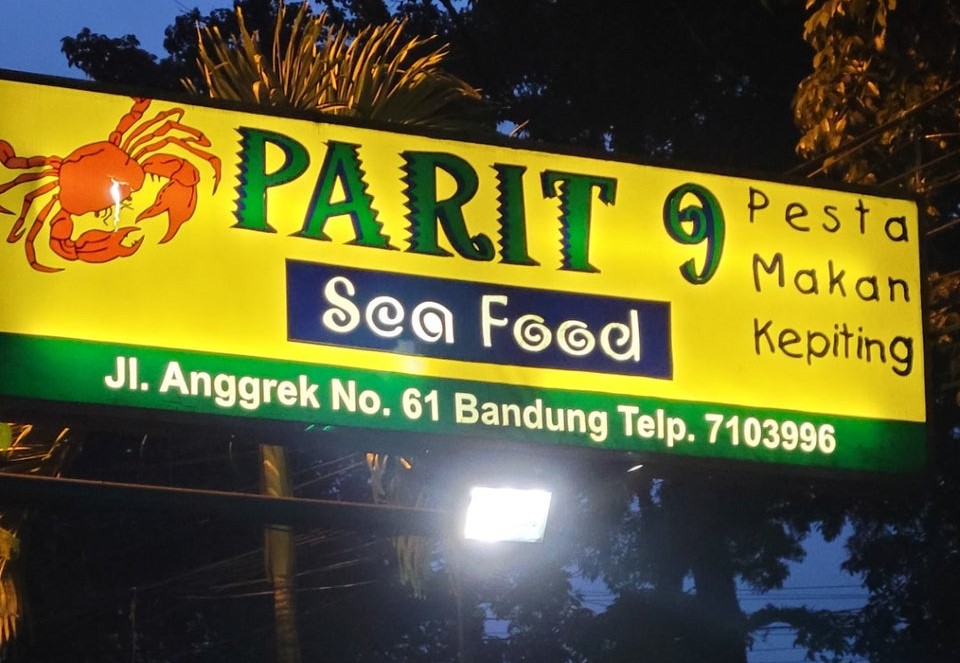 PARIT 9
Sea Food
Pesta
Makan
Kepiting
Jl. Anggrek No. 61 Bandung Telp. 7103996